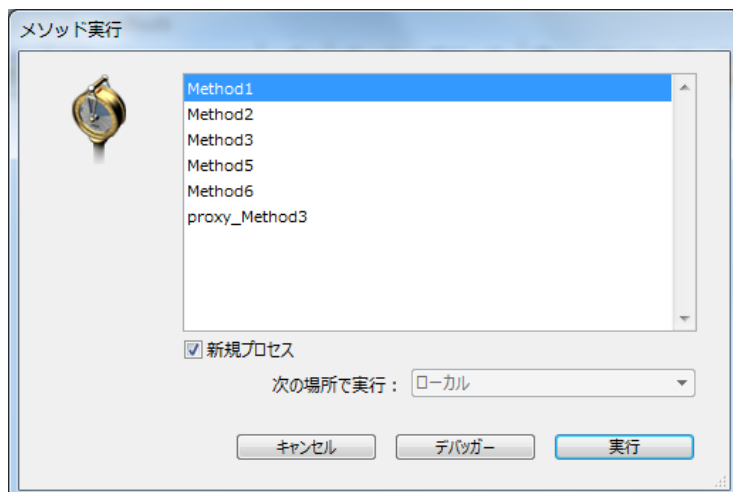 メソッド実行
Method1
Method2
Method3
Method5
Method6
proxy_Method3
新規プロセス
次の場所で実行： ローカル
キャンセル デバッガー 実行